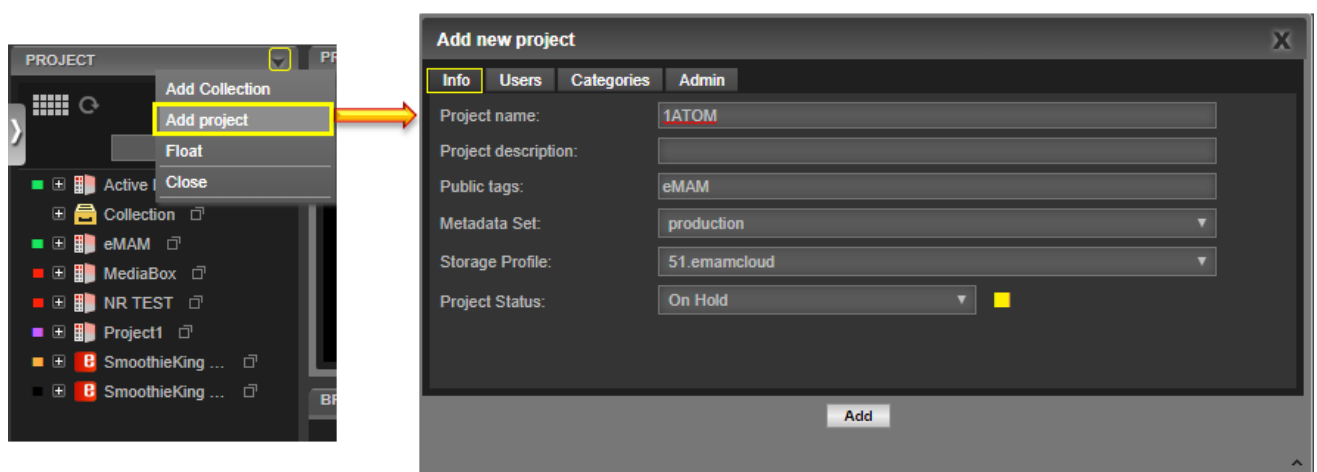 PROJECT
Add Collection
Add project
Float
Close
Active
Collection
eMAM
MediaBox
NR TEST
Project1
SmoothieKing ...
SmoothieKing ...
Add new project
X
Info Users Categories Admin
Project name: 1ATOM
Project description:
Public tags: eMAM
Metadata Set: production
Storage Profile: 51.emamcloud
Project Status: On Hold
Add